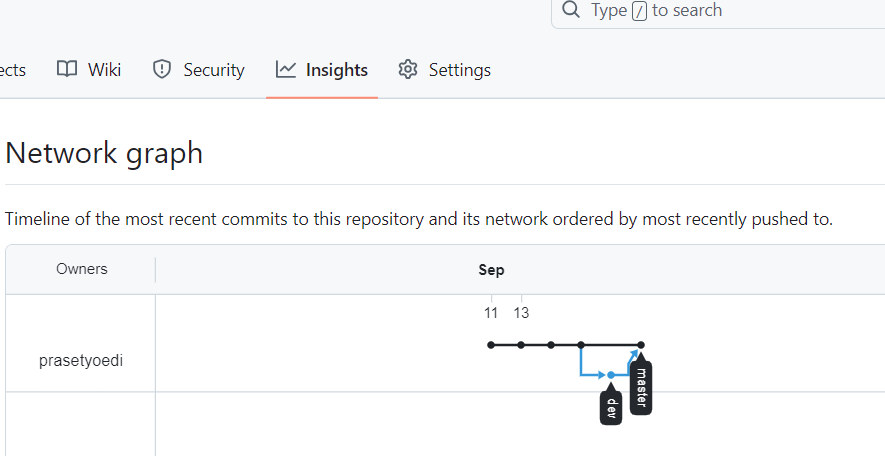 Type / to search
ects Wiki Security Insights Settings
Network graph
Timeline of the most recent commits to this repository and its network ordered by most recently pushed to.
Owners Sep
11 13
prasetyoedi
master
dev